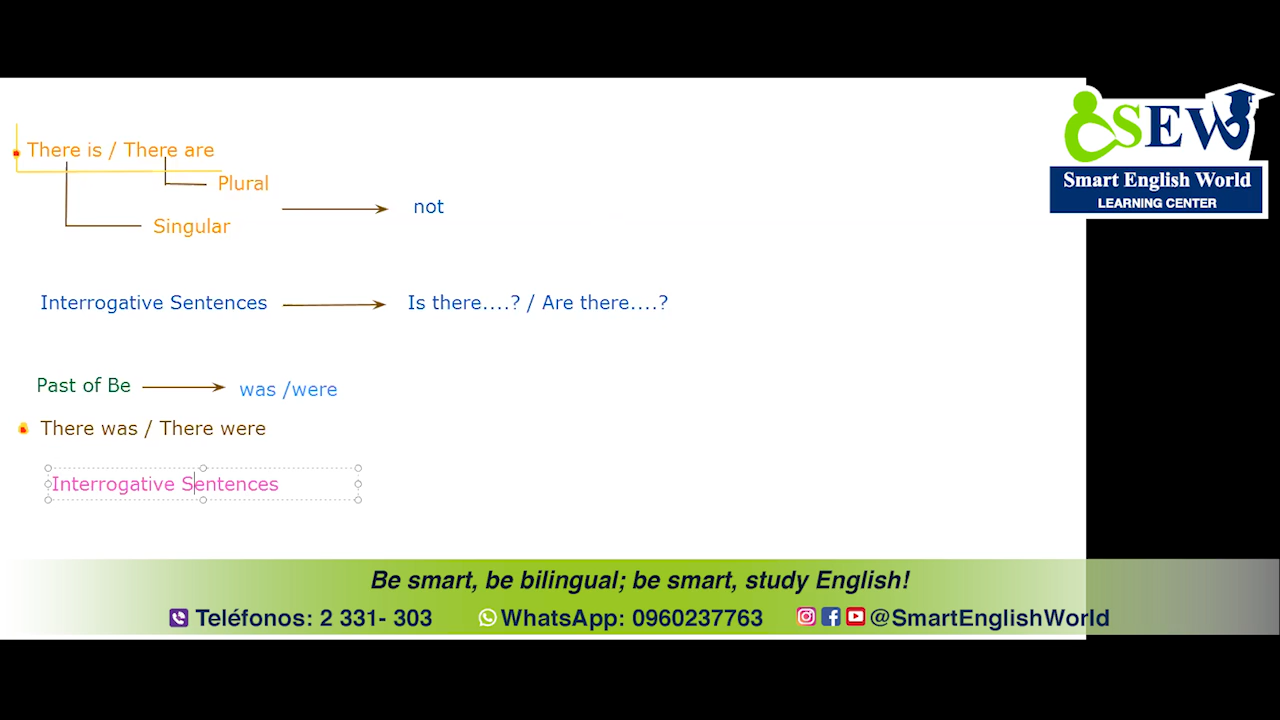 There is / There are
Plural
Singular
not
Interrogative Sentences
Is there....? / Are there....?
Past of Be
was /were
There was / There were
Interrogative Sentences
SEW
Smart English World
LEARNING CENTER
Be smart, be bilingual; be smart, study English!
Teléfonos: 2 331- 303 WhatsApp: 0960237763 @SmartEnglishWorld